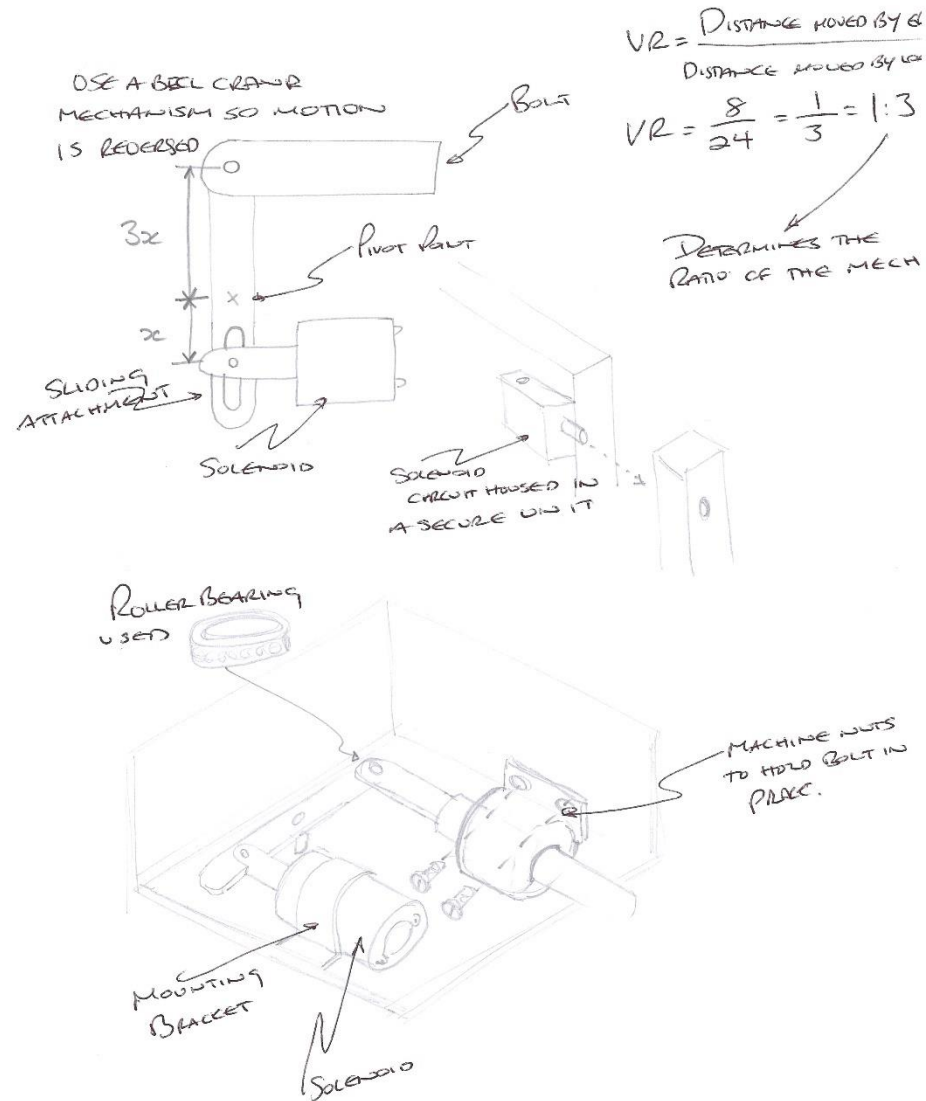 USE A BELL CRANK
MECHANISM SO MOTION
IS REVERSED
BOLT
VR = DISTANCE MOVED BY
DISTANCE MOVED BY
VR = 8/24 = 1/3 = 1:3
DETERMINES THE
RATIO OF THE MECH
3x
PIVOT POINT
x
SLIDING
ATTACHMENT
SOLENOID
SOLENOID
CIRCUIT HOUSED IN
A SECURE UNIT
ROLLER BEARING
USED
MACHINE NUTS
TO HOLD BOLT IN
PLACE.
MOUNTING
BRACKET
SOLENOID